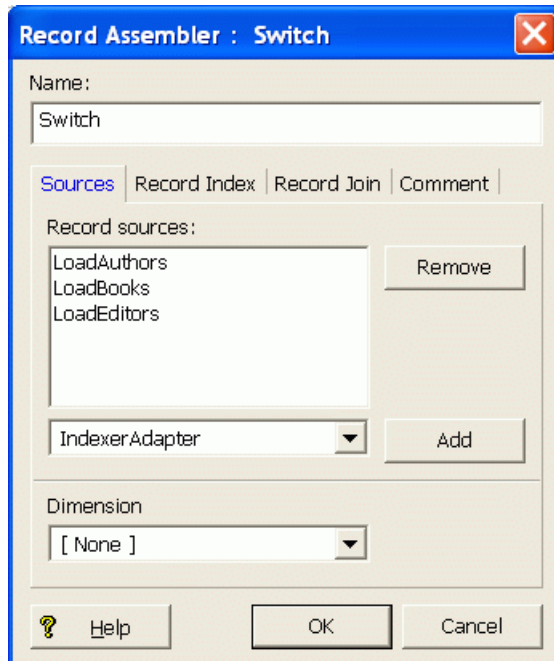 Record Assembler : Switch
Name:
Switch
Sources Record Index Record Join Comment
Record sources:
LoadAuthors
LoadBooks
LoadEditors
Remove
IndexerAdapter
Add
Dimension
[ None ]
? Help OK Cancel